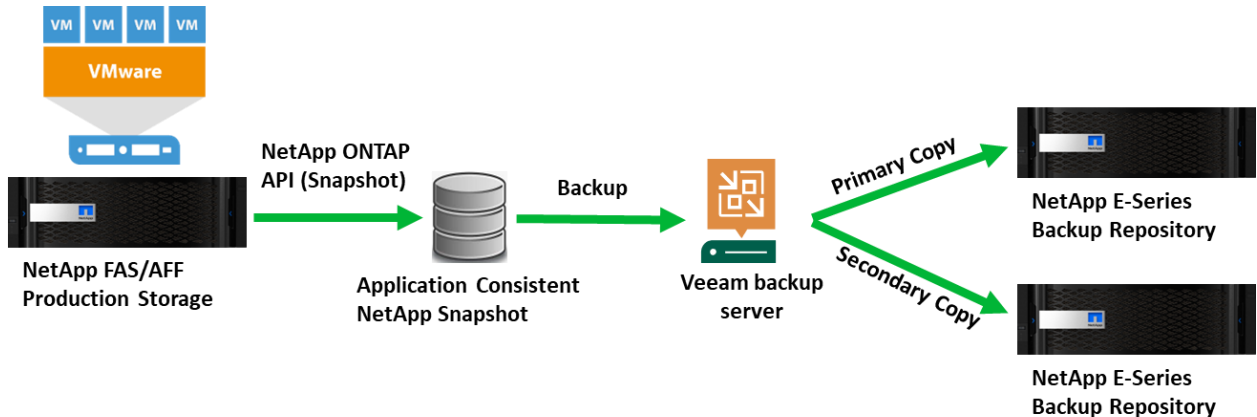 VM VM VM VM
VMware
NetApp ONTAP
API (Snapshot)
Backup
Primary Copy
Secondary Copy
NetApp FAS/AFF
Production Storage
Application Consistent
NetApp Snapshot
Veeam backup
server
NetApp E-Series
Backup Repository
NetApp E-Series
Backup Repository